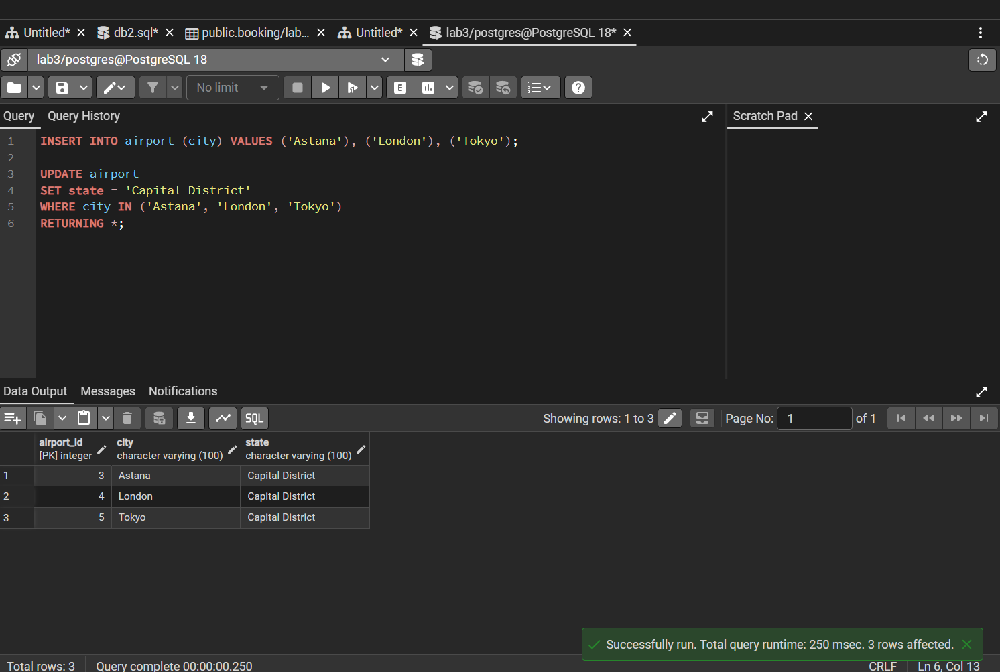 Untitled* db2.sql* public.booking/lab... Untitled* lab3/postgres@PostgreSQL 18*
lab3/postgres@PostgreSQL 18
No limit E
Query Query History Scratch Pad
1 INSERT INTO airport (city) VALUES ('Astana'), ('London'), ('Tokyo');
2
3 UPDATE airport
4 SET state = 'Capital District'
5 WHERE city IN ('Astana', 'London', 'Tokyo')
6 RETURNING *;
Data Output Messages Notifications
SQL Showing rows: 1 to 3 Page No: 1 of 1
airport_id city state
[PK] integer character varying (100) character varying (100)
1 3 Astana Capital District
2 4 London Capital District
3 5 Tokyo Capital District
Successfully run. Total query runtime: 250 msec. 3 rows affected.
Total rows: 3 Query complete 00:00:00.250 CRLF Ln 6, Col 13